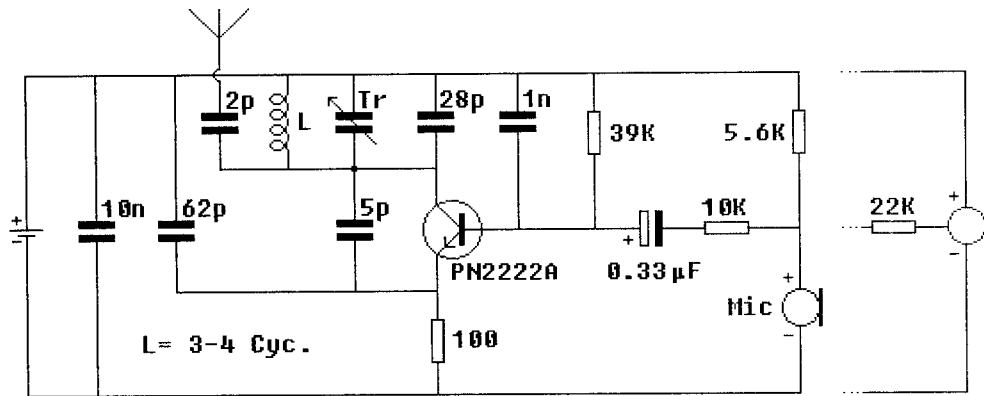 2p
L
Tr
28p
1n
39K
5.6K
10n
62p
5p
10K
22K
+
+
+
PN2222A
0.33µF
Mic
+
-
-
-
100
L= 3-4 Cyc.